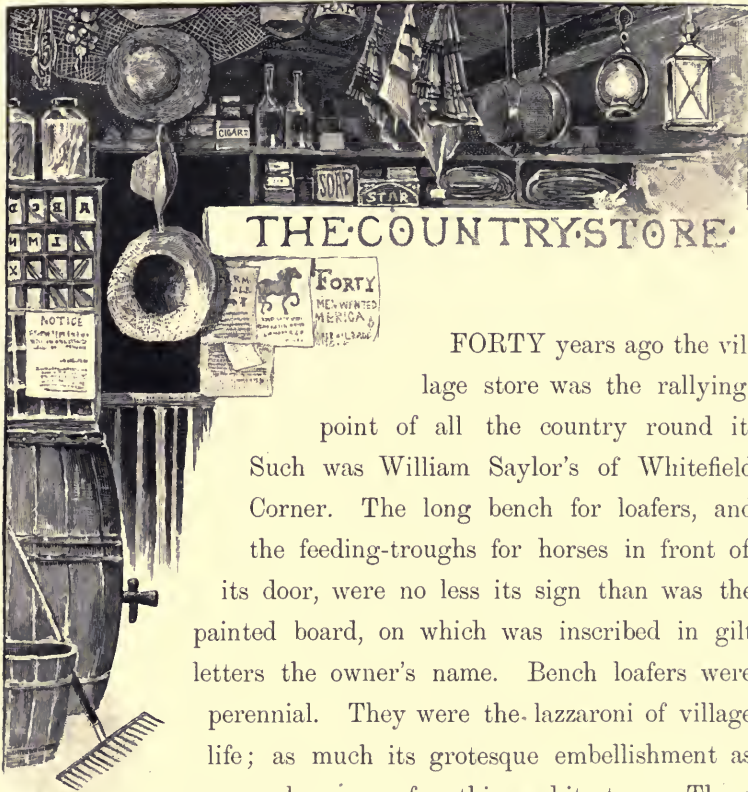 CIGARS
SOAP
STAR
A B C D
L M N
X
NOTICE
THE·COUNTRY·STORE·
FORTY
MEN WANTED
MERICA
FORTY years ago the vil
lage store was the rallying
point of all the country round it
Such was William Saylor's of Whitefield
Corner. The long bench for loafers, and
the feeding-troughs for horses in front of
its door, were no less its sign than was the
painted board, on which was inscribed in gilt
letters the owner's name. Bench loafers were
perennial. They were the lazzaroni of village
life; as much its grotesque embellishment as